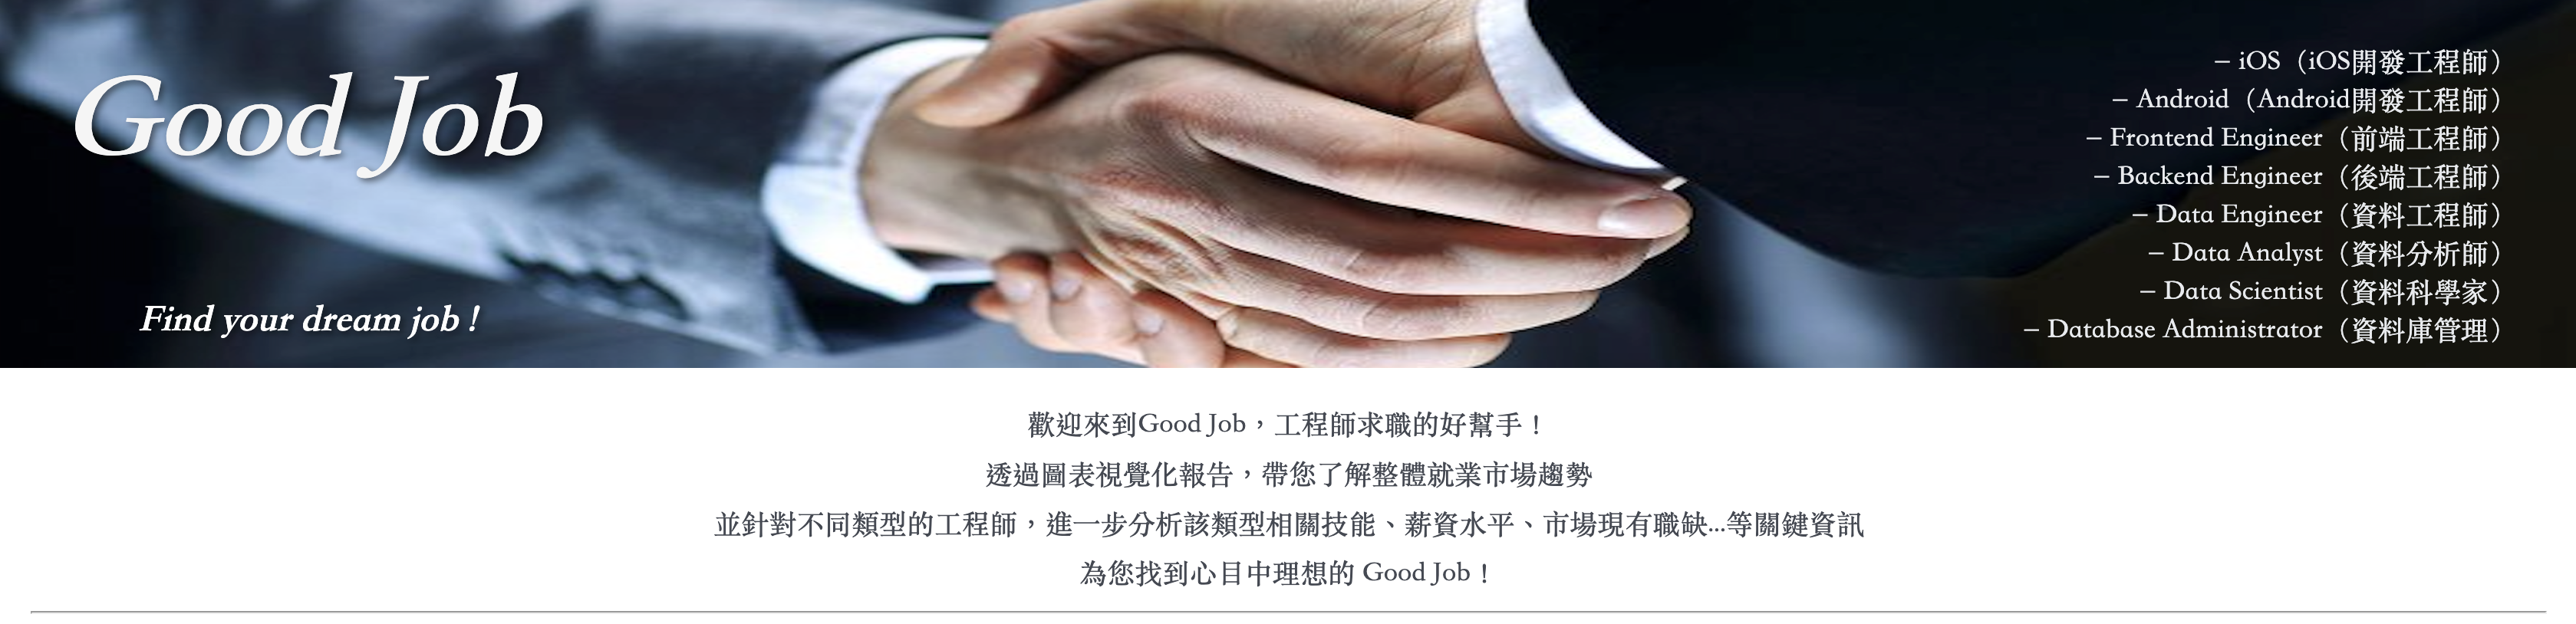 Good Job
Find your dream job !
– iOS（iOS開發工程師）
– Android（Android開發工程師）
– Frontend Engineer（前端工程師）
– Backend Engineer（後端工程師）
– Data Engineer（資料工程師）
– Data Analyst（資料分析師）
– Data Scientist（資料科學家）
– Database Administrator（資料庫管理）
歡迎來到Good Job，工程師求職的好幫手！
透過圖表視覺化報告，帶您了解整體就業市場趨勢
並針對不同類型的工程師，進一步分析該類型相關技能、薪資水平、市場現有職缺...等關鍵資訊
為您找到心目中理想的 Good Job！